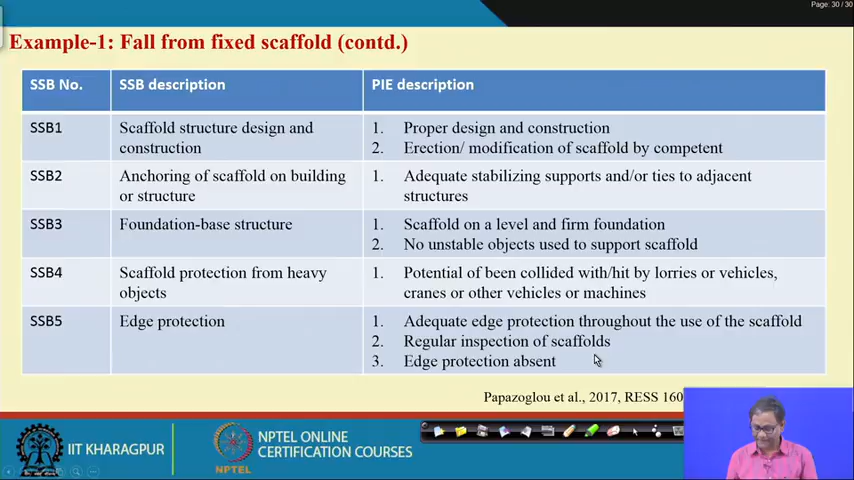 Page: 30 / 30
Example-1: Fall from fixed scaffold (contd.)
SSB No. SSB description PIE description
SSB1 Scaffold structure design and construction 1. Proper design and construction
2. Erection/ modification of scaffold by competent
SSB2 Anchoring of scaffold on building or structure 1. Adequate stabilizing supports and/or ties to adjacent structures
SSB3 Foundation-base structure 1. Scaffold on a level and firm foundation
2. No unstable objects used to support scaffold
SSB4 Scaffold protection from heavy objects 1. Potential of been collided with/hit by lorries or vehicles, cranes or other vehicles or machines
SSB5 Edge protection 1. Adequate edge protection throughout the use of the scaffold
2. Regular inspection of scaffolds
3. Edge protection absent
Papazoglou et al., 2017, RESS 160
IIT KHARAGPUR
NPTEL
NPTEL ONLINE
CERTIFICATION COURSES